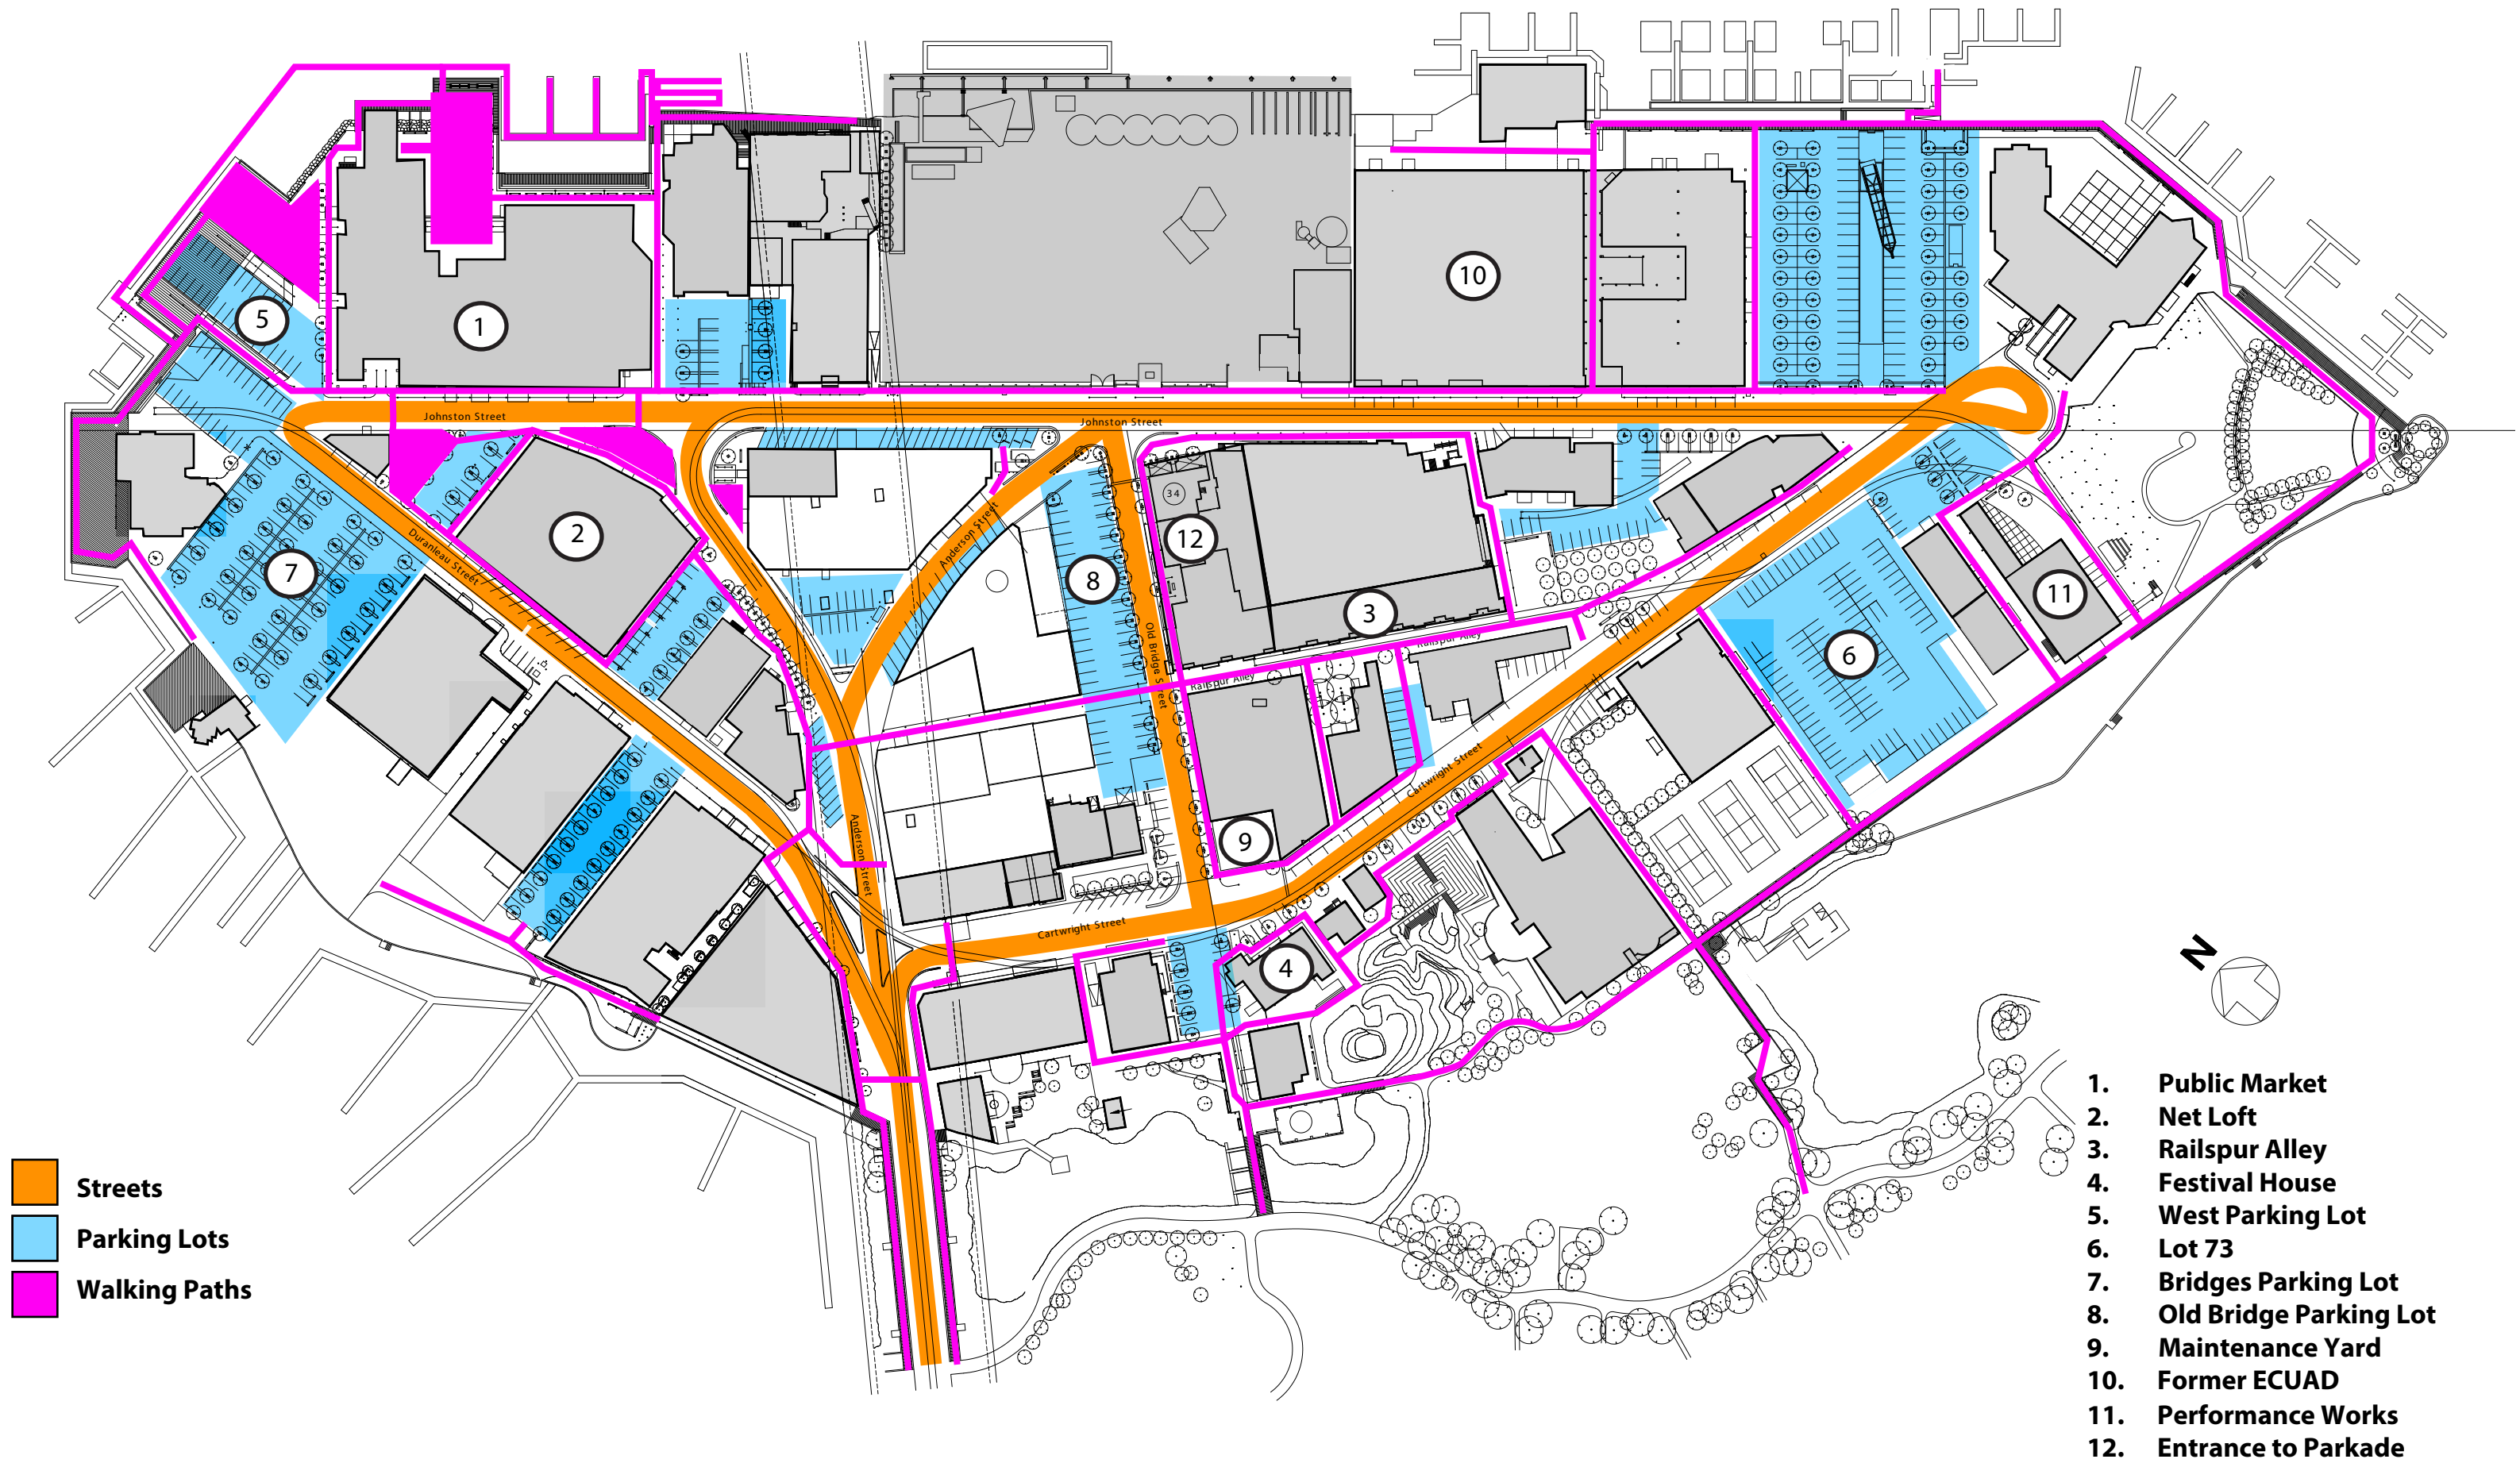 Johnston Street
Johnston Street
5
1
10
34
12
2
7
Duranleau Street
Anderson Street
8
3
11
6
Old Bridge Street
Railspur Alley
Railspur Alley
Cartwright Street
9
Anderson Street
Cartwright Street
4
N
Streets
Parking Lots
Walking Paths
1. Public Market
2. Net Loft
3. Railspur Alley
4. Festival House
5. West Parking Lot
6. Lot 73
7. Bridges Parking Lot
8. Old Bridge Parking Lot
9. Maintenance Yard
10. Former ECUAD
11. Performance Works
12. Entrance to Parkade